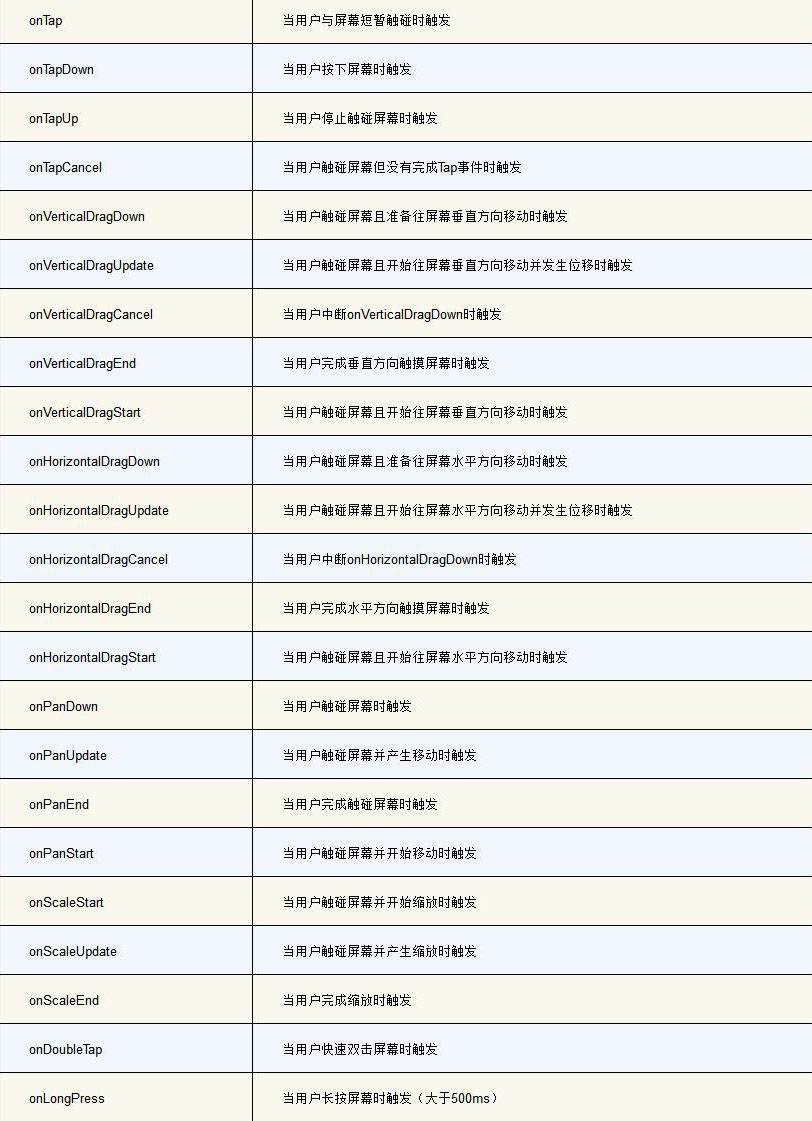 onTap 当用户与屏幕短暂触碰时触发
onTapDown 当用户按下屏幕时触发
onTapUp 当用户停止触碰屏幕时触发
onTapCancel 当用户触碰屏幕但没有完成Tap事件时触发
onVerticalDragDown 当用户触碰屏幕且准备往屏幕垂直方向移动时触发
onVerticalDragUpdate 当用户触碰屏幕且开始往屏幕垂直方向移动并发生位移时触发
onVerticalDragCancel 当用户中断onVerticalDragDown时触发
onVerticalDragEnd 当用户完成垂直方向触摸屏幕时触发
onVerticalDragStart 当用户触碰屏幕且开始往屏幕垂直方向移动时触发
onHorizontalDragDown 当用户触碰屏幕且准备往屏幕水平方向移动时触发
onHorizontalDragUpdate 当用户触碰屏幕且开始往屏幕水平方向移动并发生位移时触发
onHorizontalDragCancel 当用户中断onHorizontalDragDown时触发
onHorizontalDragEnd 当用户完成水平方向触摸屏幕时触发
onHorizontalDragStart 当用户触碰屏幕且开始往屏幕水平方向移动时触发
onPanDown 当用户触碰屏幕时触发
onPanUpdate 当用户触碰屏幕并产生移动时触发
onPanEnd 当用户完成触碰屏幕时触发
onPanStart 当用户触碰屏幕并开始移动时触发
onScaleStart 当用户触碰屏幕并开始缩放时触发
onScaleUpdate 当用户触碰屏幕并产生缩放时触发
onScaleEnd 当用户完成缩放时触发
onDoubleTap 当用户快速双击屏幕时触发
onLongPress 当用户长按屏幕时触发（大于500ms）